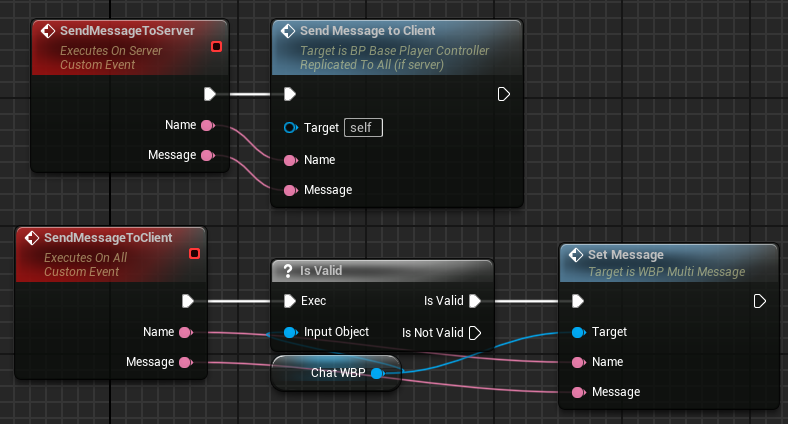 SendMessageToServer
Executes On Server
Custom Event
Name
Message
Send Message to Client
Target is BP Base Player Controller
Replicated To All (if server)
Target self
Name
Message
SendMessageToClient
Executes On All
Custom Event
Name
Message
? Is Valid
Exec Is Valid
Input Object Is Not Valid
Chat WBP
Set Message
Target is WBP Multi Message
Target
Name
Message